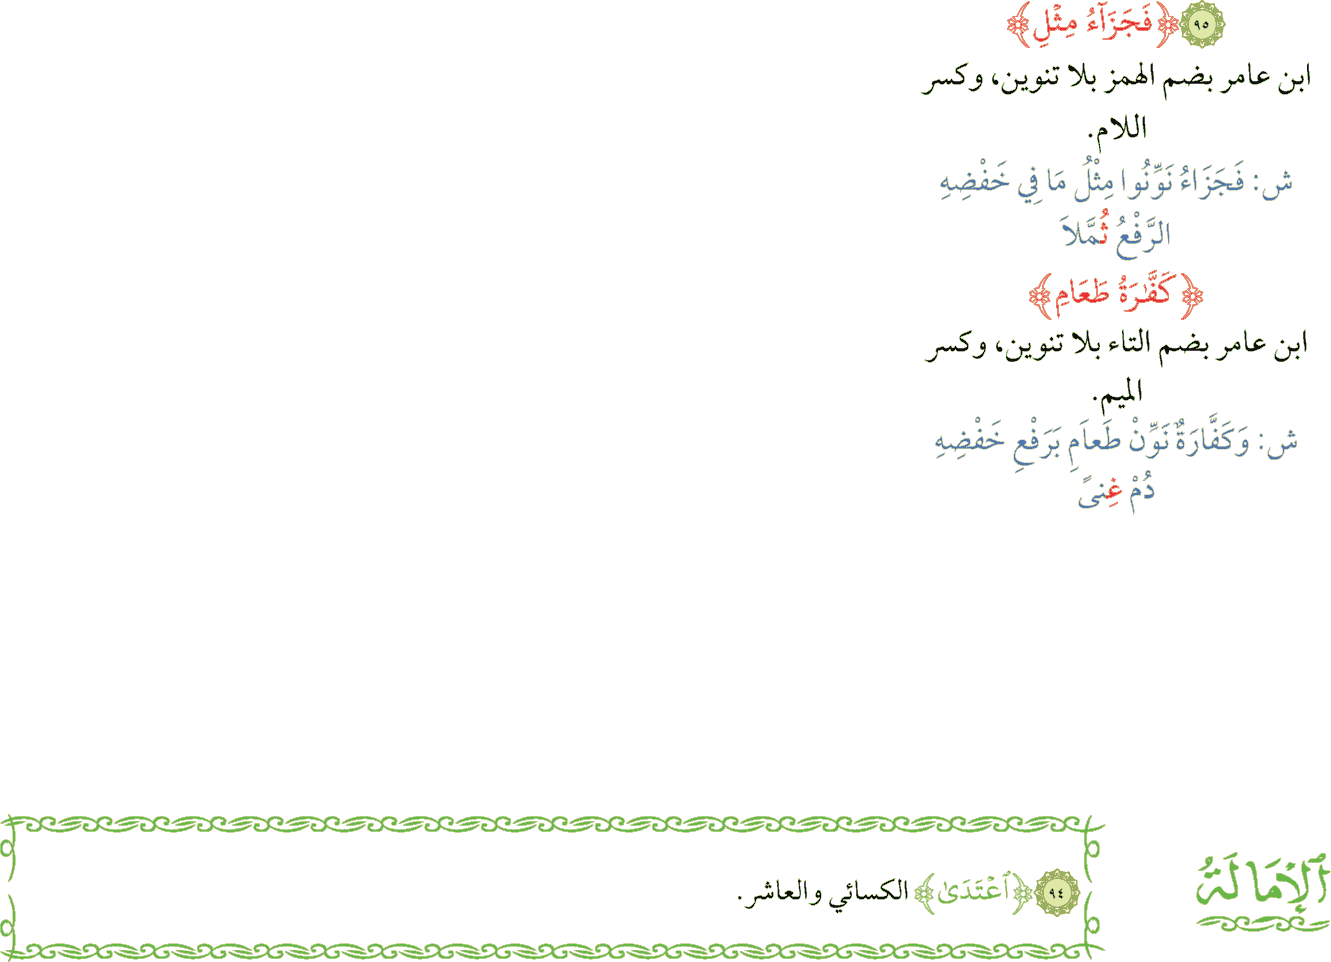 ٩٥ ﴿فَجَزَآءُ مِثْلِ﴾
ابن عامر بضم الهمز بلا تنوين، وكسر
اللام.
ش: فَجَزَاءُ نَوِّنُوا مِثْلُ مَا فِي خَفْضِهِ
الرَّفْعُ ثُمَّلاَ
﴿كَفَّٰرَةُ طَعَامِ﴾
ابن عامر بضم التاء بلا تنوين، وكسر
الميم.
ش: وَكَفَّارَةٌ نَوِّنْ طَعاَمِ بَرَفْعِ خَفْضِهِ
دُمْ غِنىً
ٱلْإِمَالَةُ
٩٤ ﴿ٱعْتَدَىٰ﴾ الكسائي والعاشر.